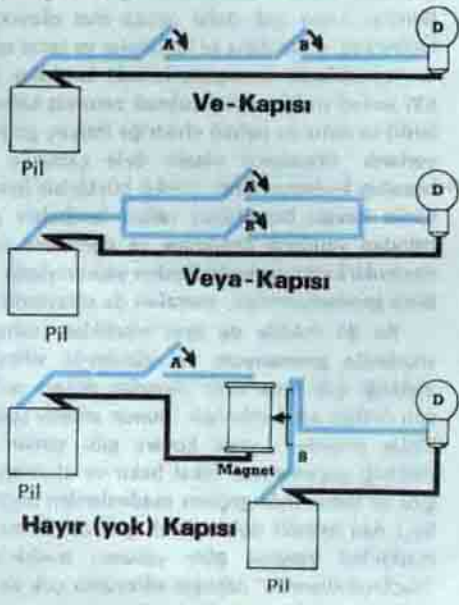 A B D
Ve-Kapısı
Pil
A
B D
Veya-Kapısı
Pil
A D
Magnet B
Pil
Hayır (yok) Kapısı
Pil